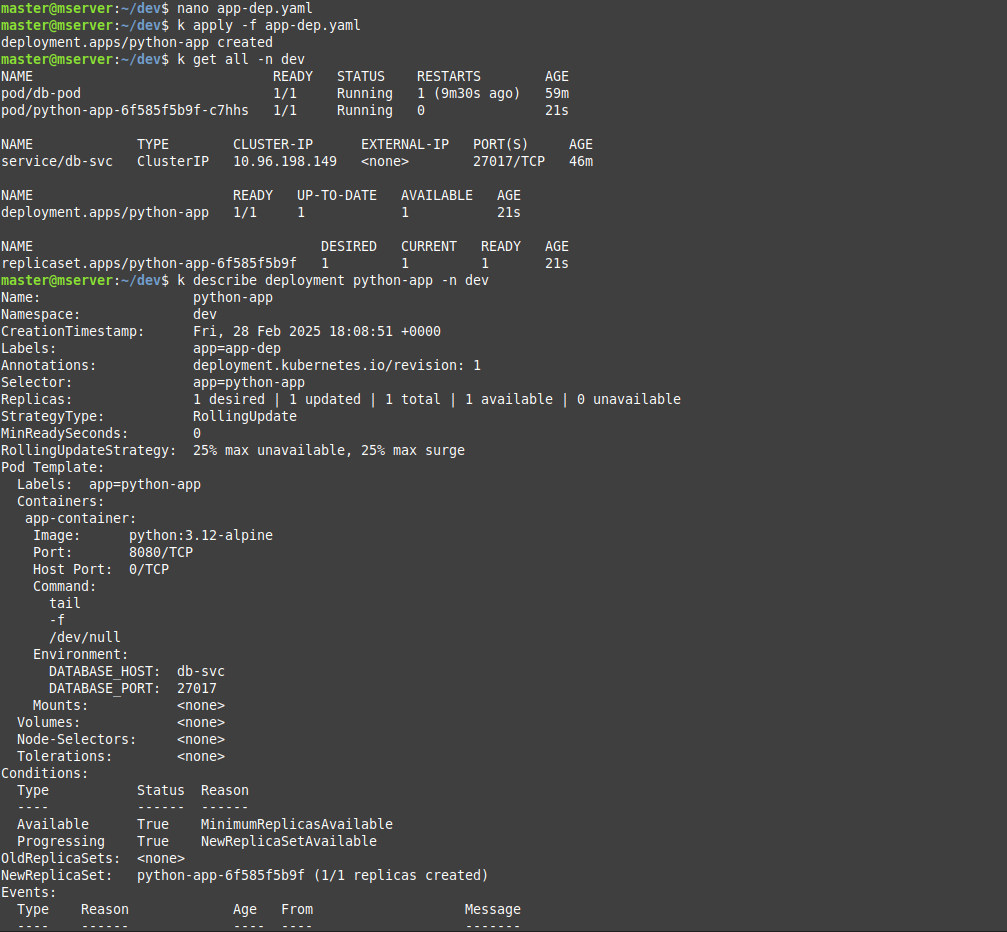 master@mserver:~/dev$ nano app-dep.yaml
master@mserver:~/dev$ k apply -f app-dep.yaml
deployment.apps/python-app created
master@mserver:~/dev$ k get all -n dev
NAME                              READY   STATUS    RESTARTS        AGE
pod/db-pod                        1/1     Running   1 (9m30s ago)   59m
pod/python-app-6f585f5b9f-c7hhs   1/1     Running   0               21s

NAME             TYPE        CLUSTER-IP      EXTERNAL-IP   PORT(S)     AGE
service/db-svc   ClusterIP   10.96.198.149   <none>        27017/TCP   46m

NAME                         READY   UP-TO-DATE   AVAILABLE   AGE
deployment.apps/python-app   1/1     1            1           21s

NAME                                    DESIRED   CURRENT   READY   AGE
replicaset.apps/python-app-6f585f5b9f   1         1         1       21s
master@mserver:~/dev$ k describe deployment python-app -n dev
Name:                   python-app
Namespace:              dev
CreationTimestamp:      Fri, 28 Feb 2025 18:08:51 +0000
Labels:                 app=app-dep
Annotations:            deployment.kubernetes.io/revision: 1
Selector:               app=python-app
Replicas:               1 desired | 1 updated | 1 total | 1 available | 0 unavailable
StrategyType:           RollingUpdate
MinReadySeconds:        0
RollingUpdateStrategy:  25% max unavailable, 25% max surge
Pod Template:
  Labels:  app=python-app
  Containers:
   app-container:
    Image:      python:3.12-alpine
    Port:       8080/TCP
    Host Port:  0/TCP
    Command:
      tail
      -f
      /dev/null
    Environment:
      DATABASE_HOST:  db-svc
      DATABASE_PORT:  27017
    Mounts:           <none>
  Volumes:            <none>
  Node-Selectors:     <none>
  Tolerations:        <none>
Conditions:
  Type           Status  Reason
  ----           ------  ------
  Available      True    MinimumReplicasAvailable
  Progressing    True    NewReplicaSetAvailable
OldReplicaSets:  <none>
NewReplicaSet:   python-app-6f585f5b9f (1/1 replicas created)
Events:
  Type    Reason             Age   From                   Message
  ----    ------             ----  ----                   -------